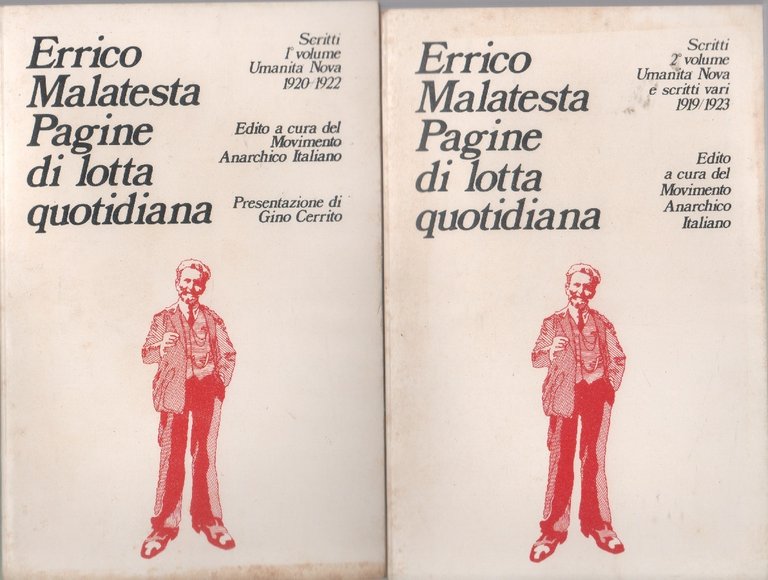 Errico
Malatesta
Pagine
di lotta
quotidiana
Scritti
1° volume
Umanita Nova
1920/1922
Edito a cura del
Movimento
Anarchico Italiano
Presentazione di
Gino Cerrito
Errico
Malatesta
Pagine
di lotta
quotidiana
Scritti
2° volume
Umanita Nova
e scritti vari
1919/1923
Edito
a cura del
Movimento
Anarchico
Italiano